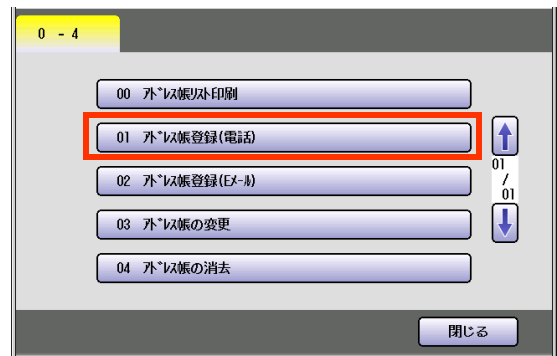 0 - 4
00 ｱﾄﾞﾚｽ帳ﾘｽﾄ印刷
01 ｱﾄﾞﾚｽ帳登録(電話)
02 ｱﾄﾞﾚｽ帳登録(Eﾒｰﾙ)
03 ｱﾄﾞﾚｽ帳の変更
04 ｱﾄﾞﾚｽ帳の消去
01
/
01
閉じる